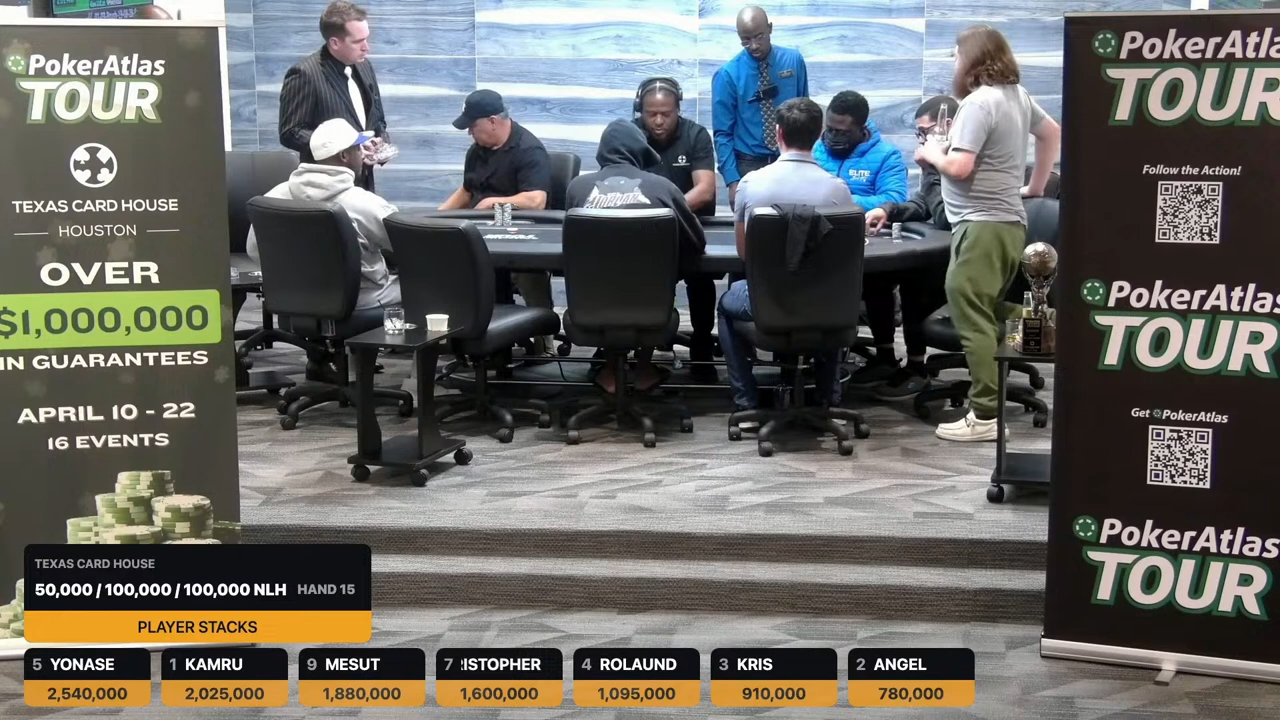 PokerAtlas
TOUR
TEXAS CARD HOUSE
HOUSTON
OVER
$1,000,000
IN GUARANTEES
APRIL 10 - 22
16 EVENTS
ELITE
PokerAtla
TOUR
Follow the Action!
PokerAtlas
TOUR
Get PokerAtlas
PokerAtlas
TOUR
TEXAS CARD HOUSE
50,000 / 100,000 / 100,000 NLH HAND 15
PLAYER STACKS
5 YONASE
2,540,000
1 KAMRU
2,025,000
9 MESUT
1,880,000
7 ISTOPHER
1,600,000
4 ROLAUND
1,095,000
3 KRIS
910,000
2 ANGEL
780,000